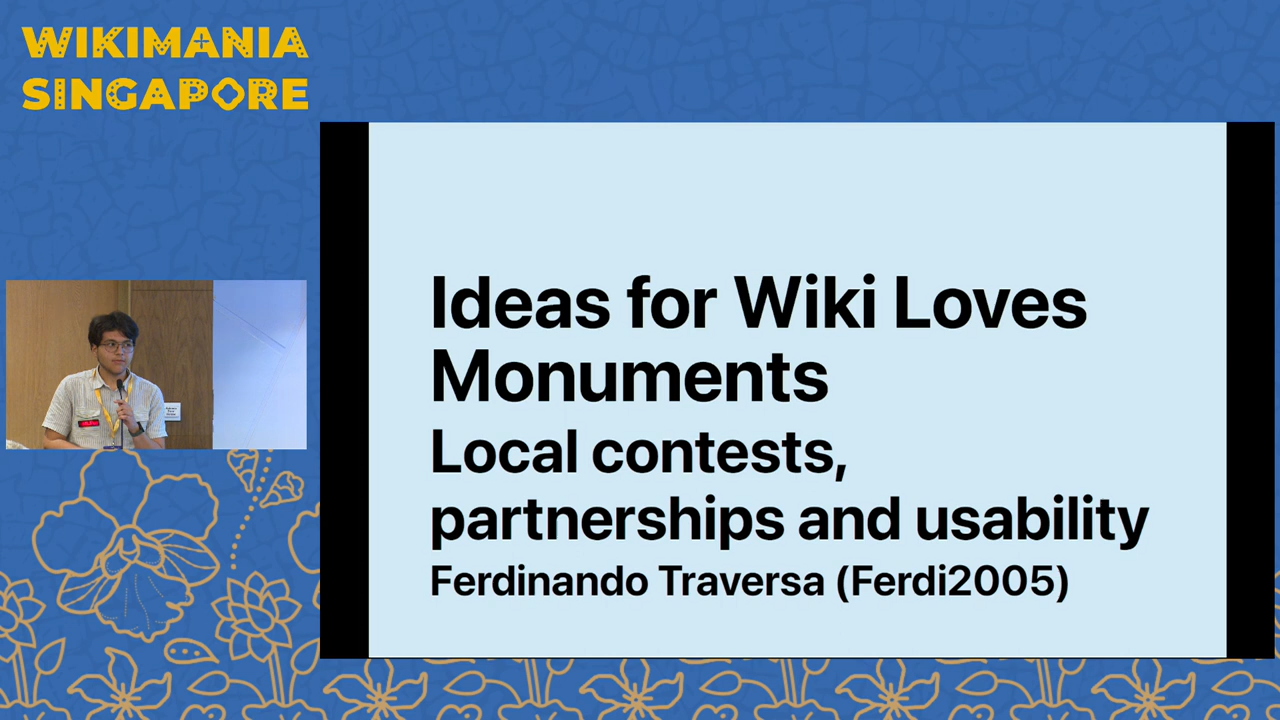 WIKIMANIA
SINGAPORE
Ideas for Wiki Loves
Monuments
Local contests,
partnerships and usability
Ferdinando Traversa (Ferdi2005)